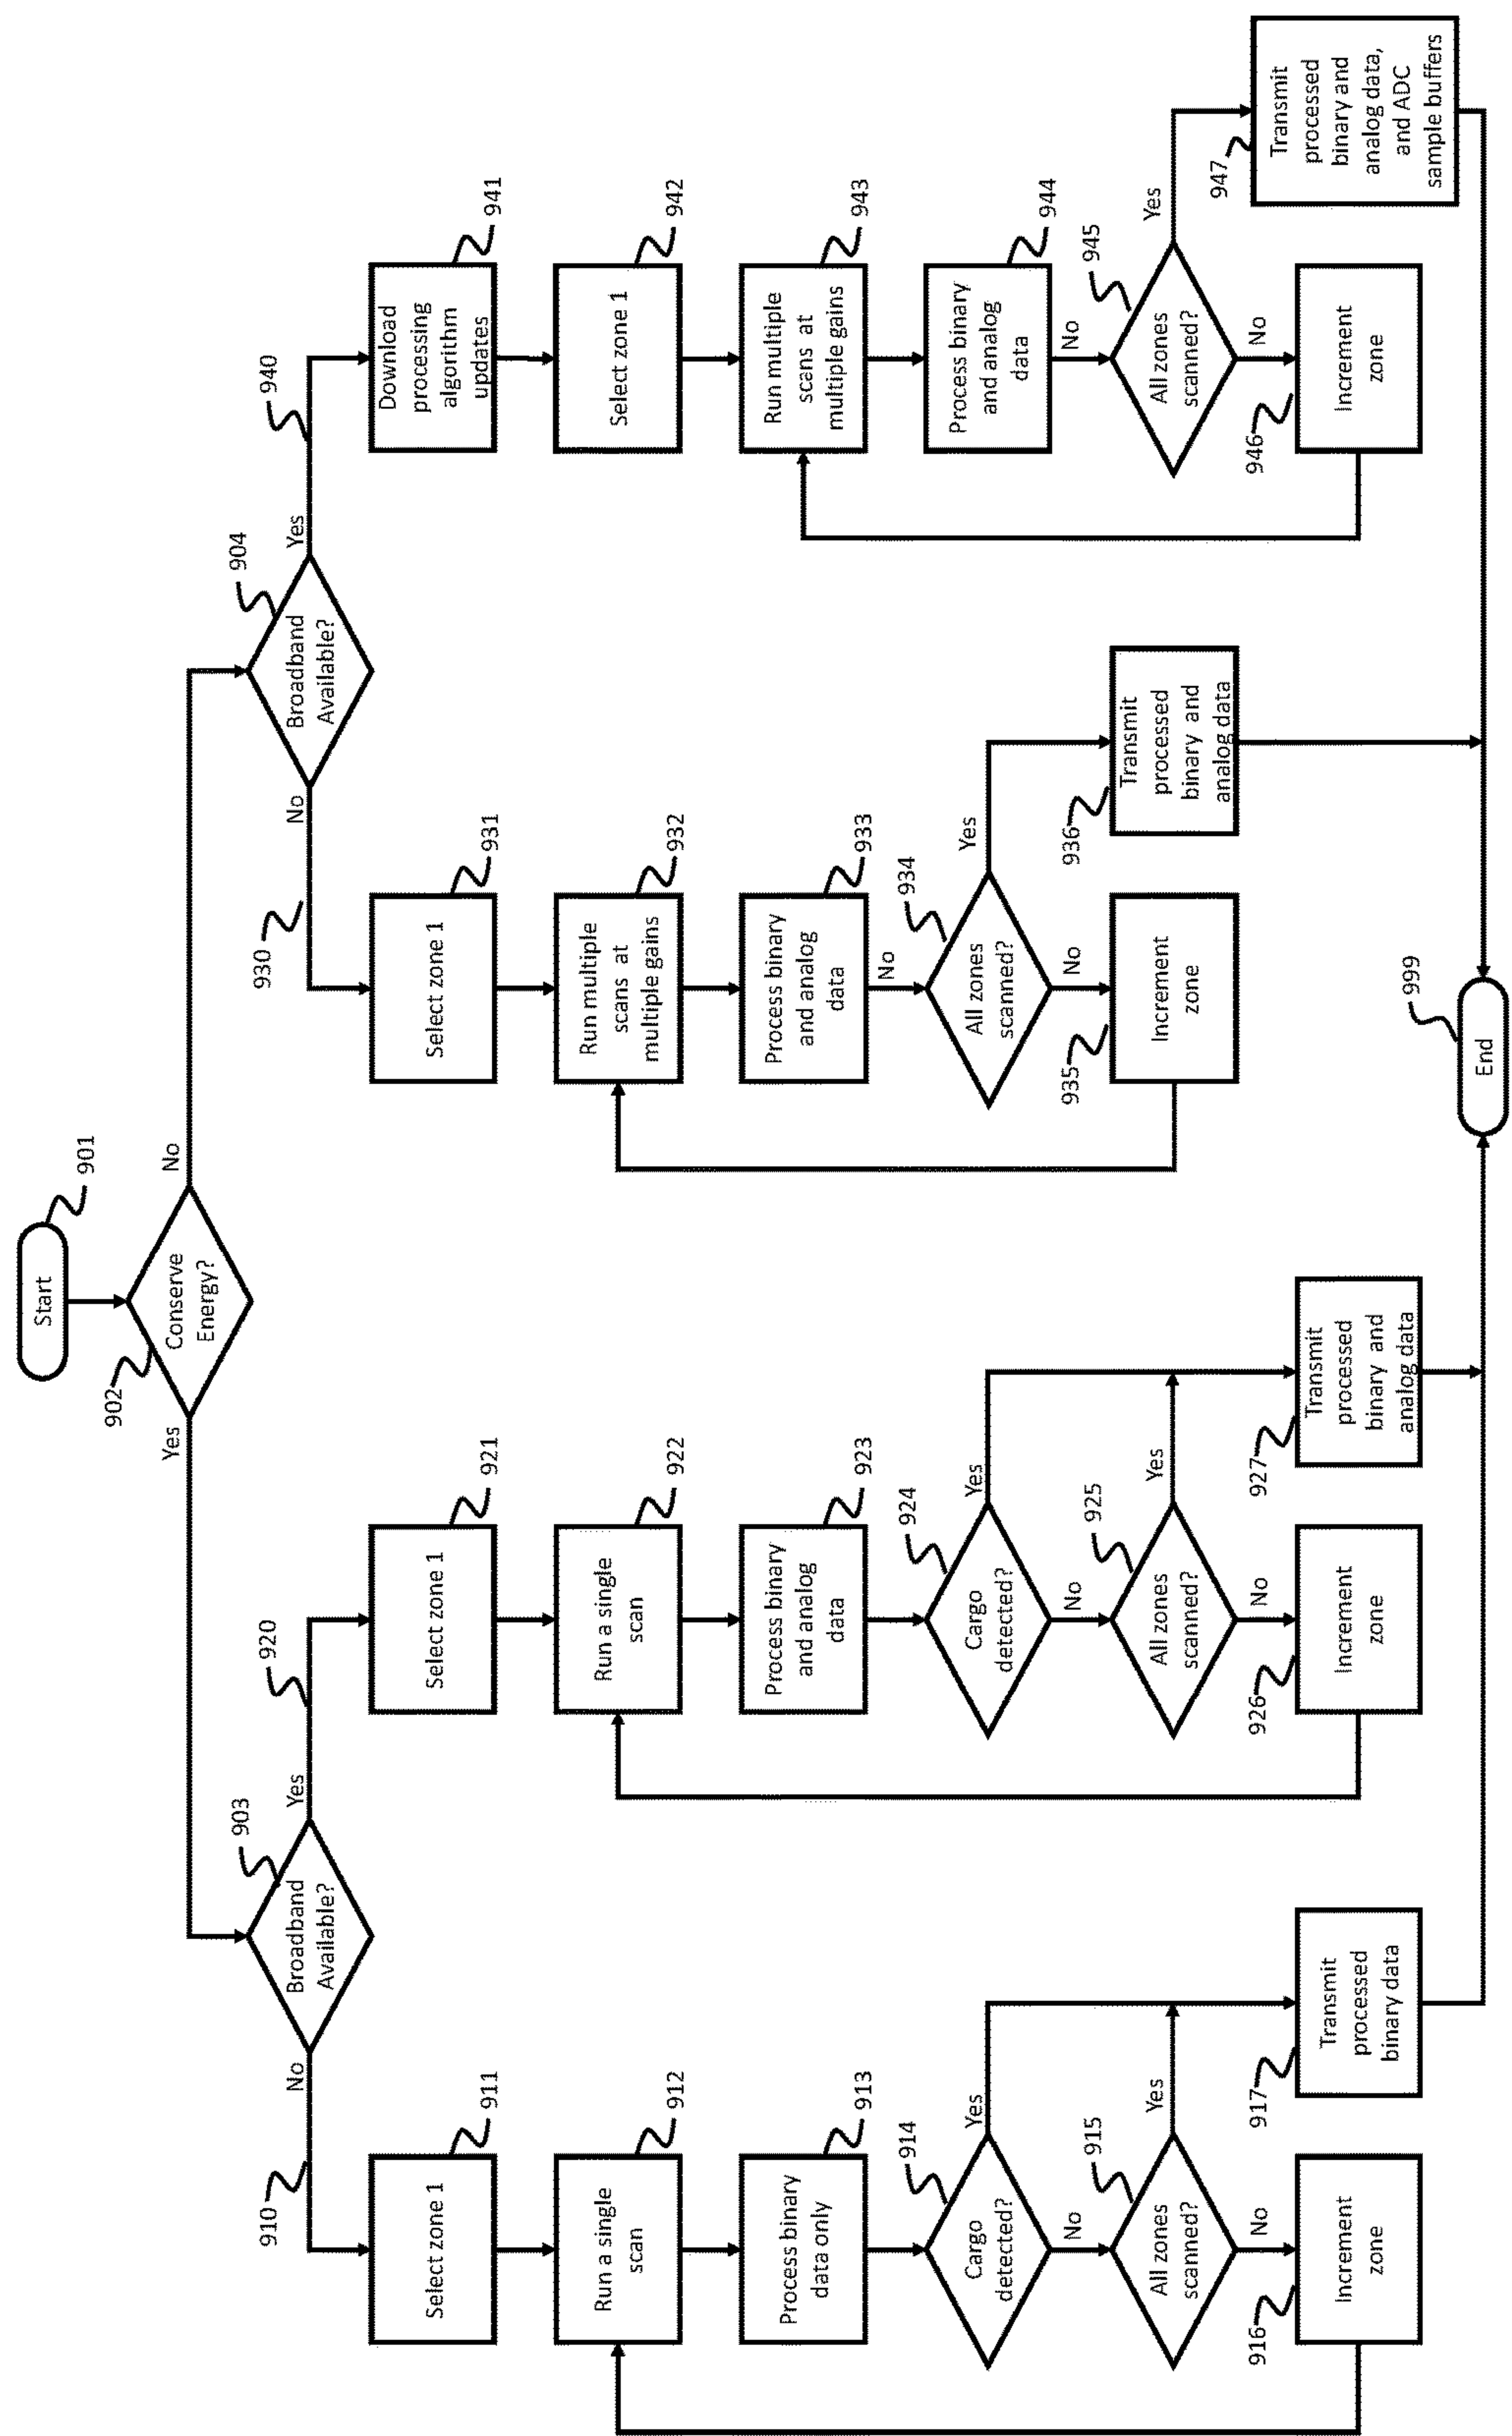 Start
901
902
Conserve
Energy?
Yes
No
903
Broadband
Available?
No
Yes
904
Broadband
Available?
No
Yes
910
Select zone 1
911
Run a single
scan
912
Process binary
data only
913
Cargo
detected?
914
Yes
No
All zones
scanned?
915
Yes
No
916
Increment
zone
917
Transmit
processed
binary data
920
Select zone 1
921
Run a single
scan
922
Process binary
and analog
data
923
Cargo
detected?
924
Yes
No
All zones
scanned?
925
Yes
No
926
Increment
zone
927
Transmit
processed
binary and
analog data
930
Select zone 1
931
Run multiple
scans at
multiple gains
932
Process binary
and analog
data
933
No
All zones
scanned?
934
Yes
No
935
Increment
zone
936
Transmit
processed
binary and
analog data
940
Download
processing
algorithm
updates
941
Select zone 1
942
Run multiple
scans at
multiple gains
943
Process binary
and analog
data
944
No
All zones
scanned?
945
Yes
No
946
Increment
zone
947
Transmit
processed
binary and
analog data,
and ADC
sample buffers
End
999